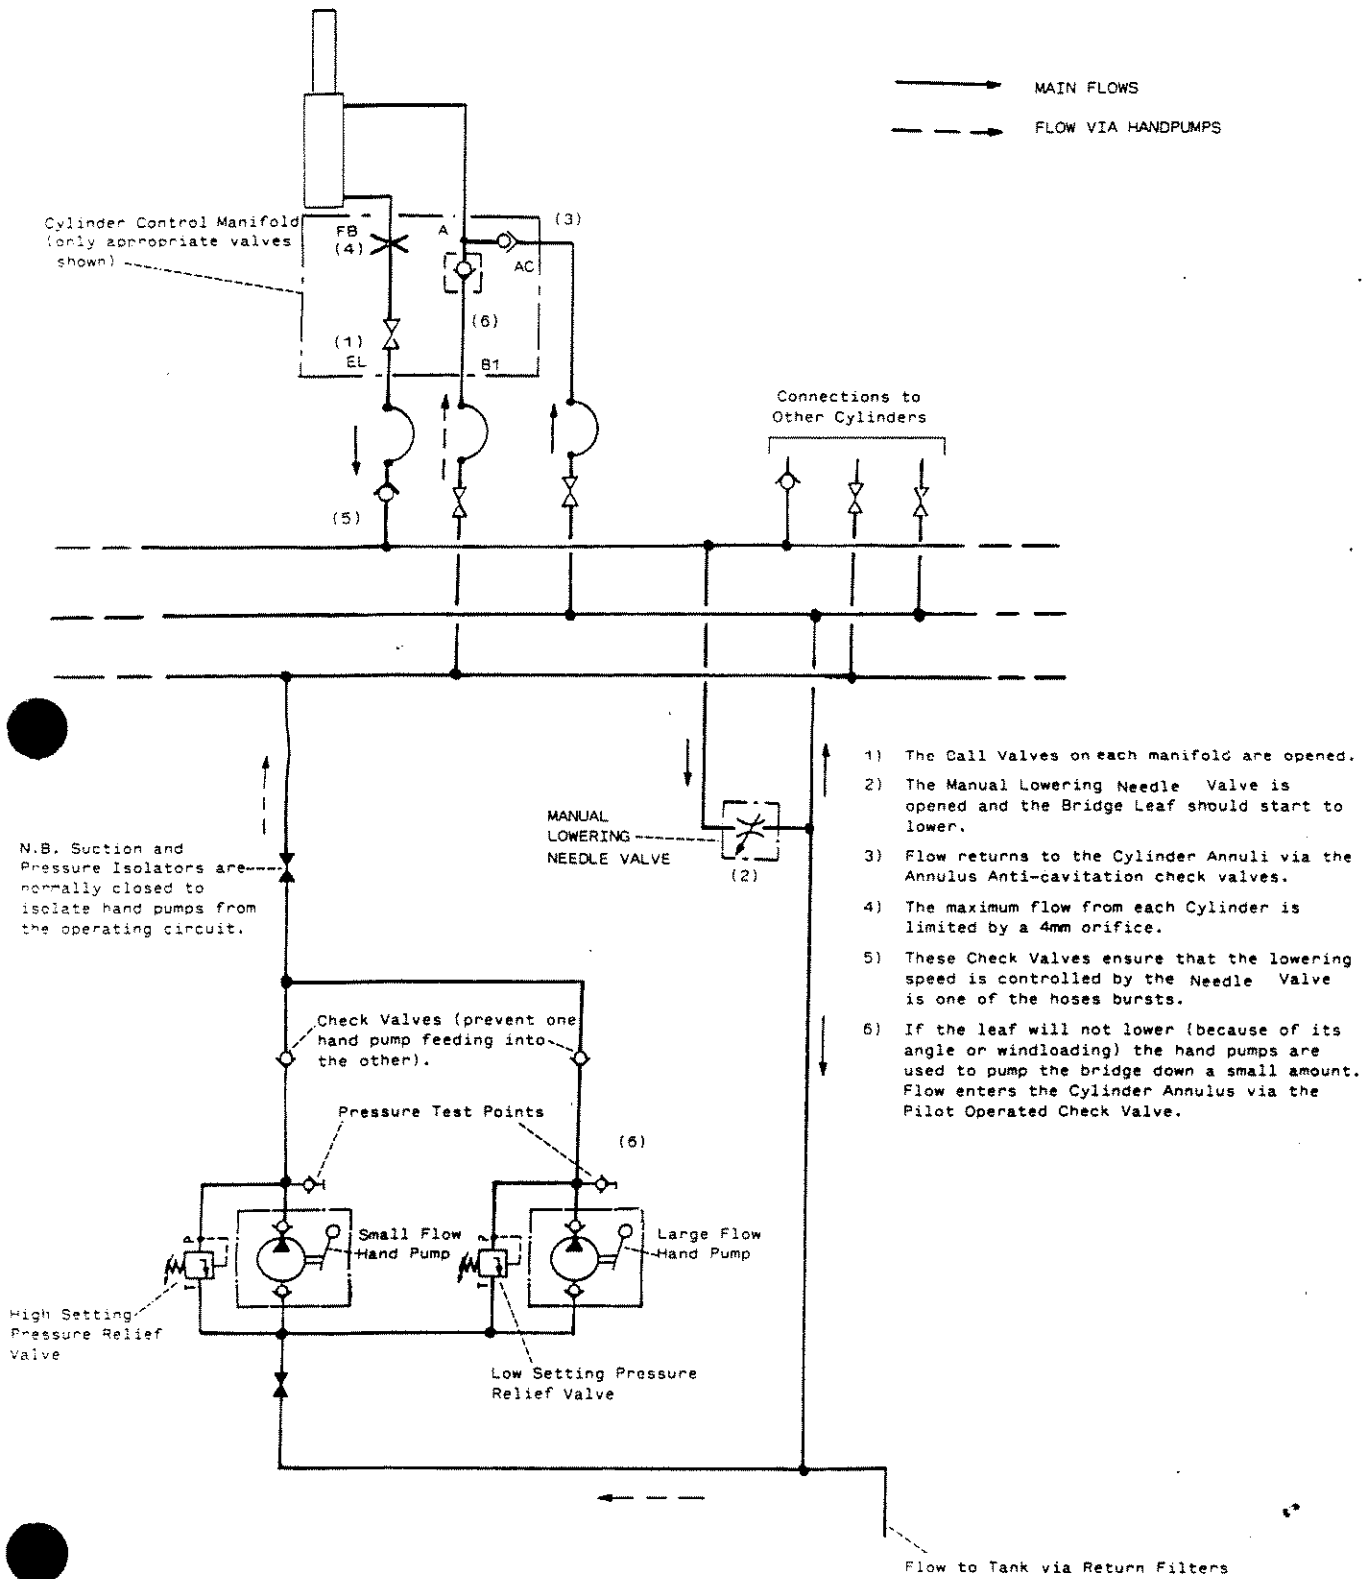 MAIN FLOWS
FLOW VIA HANDPUMPS
Cylinder Control Manifold
(only appropriate valves
shown)
FB
(4)
A
(3)
AC
(6)
(1)
EL
B1
(5)
Connections to
Other Cylinders
N.B. Suction and
Pressure Isolators are
normally closed to
isolate hand pumps from
the operating circuit.
MANUAL
LOWERING
NEEDLE VALVE
(2)
1) The Ball Valves on each manifold are opened.
2) The Manual Lowering Needle Valve is
opened and the Bridge Leaf should start to
lower.
3) Flow returns to the Cylinder Annuli via the
Annulus Anti-cavitation check valves.
4) The maximum flow from each Cylinder is
limited by a 4mm orifice.
5) These Check Valves ensure that the lowering
speed is controlled by the Needle Valve
is one of the hoses bursts.
6) If the leaf will not lower (because of its
angle or windloading) the hand pumps are
used to pump the bridge down a small amount.
Flow enters the Cylinder Annulus via the
Pilot Operated Check Valve.
Check Valves (prevent one
hand pump feeding into
the other).
Pressure Test Points
(6)
P
T
Small Flow
Hand Pump
P
T
Large Flow
Hand Pump
High Setting
Pressure Relief
Valve
Low Setting Pressure
Relief Valve
Flow to Tank via Return Filters